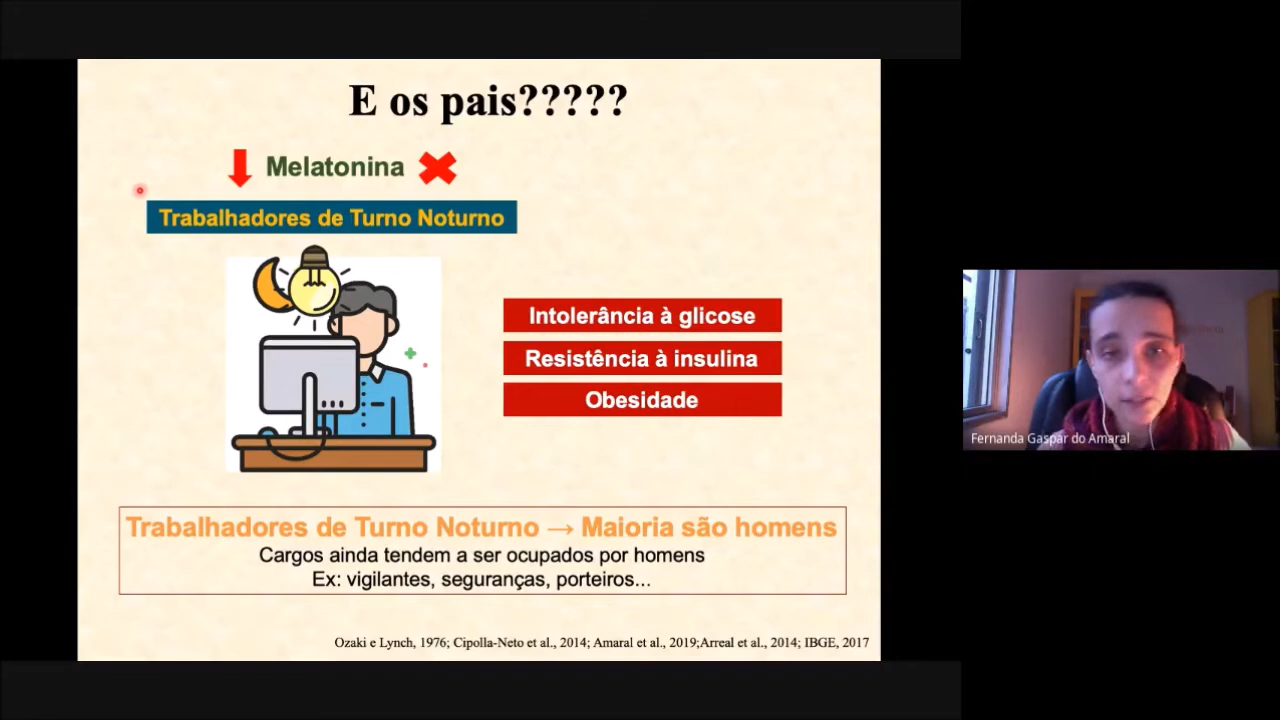 E os pais?????
Melatonina
Trabalhadores de Turno Noturno
Intolerância à glicose
Resistência à insulina
Obesidade
Trabalhadores de Turno Noturno → Maioria são homens
Cargos ainda tendem a ser ocupados por homens
Ex: vigilantes, seguranças, porteiros...
Ozaki e Lynch, 1976; Cipolla-Neto et al., 2014; Amaral et al., 2019;Arreal et al., 2014; IBGE, 2017
Fernanda Gaspar do Amaral